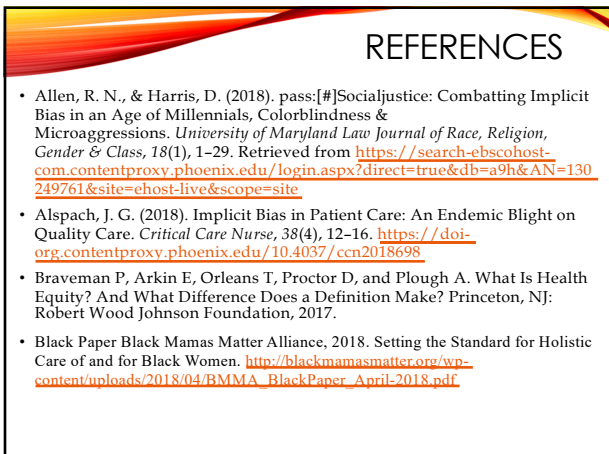 REFERENCES
• Allen, R. N., & Harris, D. (2018). pass:[#]Socialjustice: Combatting Implicit
Bias in an Age of Millennials, Colorblindness &
Microaggressions. University of Maryland Law Journal of Race, Religion,
Gender & Class, 18(1), 1–29. Retrieved from https://search-ebscohost-
com.contentproxy.phoenix.edu/login.aspx?direct=true&db=a9h&AN=130
249761&site=ehost-live&scope=site
• Alspach, J. G. (2018). Implicit Bias in Patient Care: An Endemic Blight on
Quality Care. Critical Care Nurse, 38(4), 12–16. https://doi-
org.contentproxy.phoenix.edu/10.4037/ccn2018698
• Braveman P, Arkin E, Orleans T, Proctor D, and Plough A. What Is Health
Equity? And What Difference Does a Definition Make? Princeton, NJ:
Robert Wood Johnson Foundation, 2017.
• Black Paper Black Mamas Matter Alliance, 2018. Setting the Standard for Holistic
Care of and for Black Women. http://blackmamasmatter.org/wp-
content/uploads/2018/04/BMMA_BlackPaper_April-2018.pdf